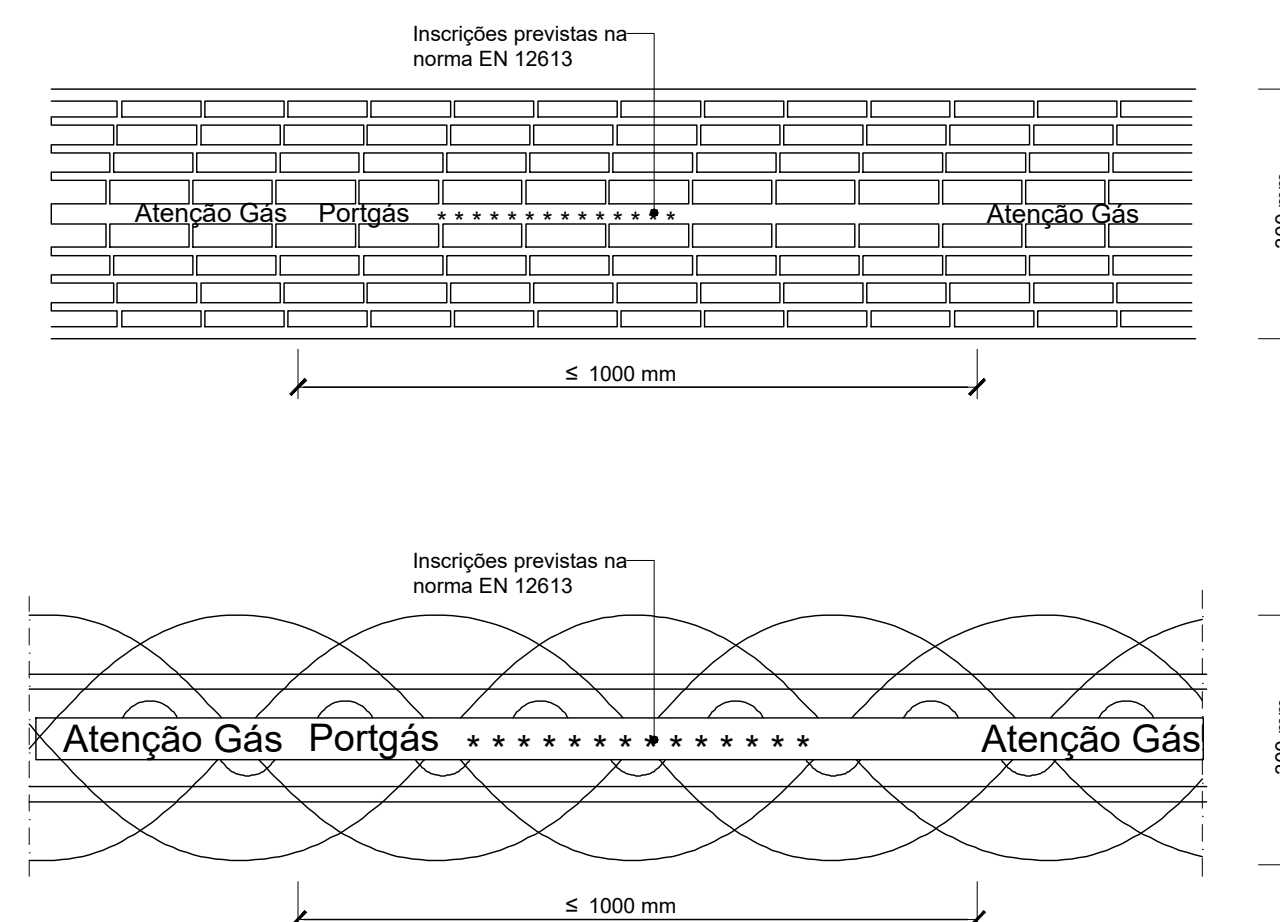 Inscrições previstas na
norma EN 12613
Atenção Gás Portgás * * * * * * * * * * * * * * Atenção Gás
≤ 1000 mm
Inscrições previstas na
norma EN 12613
Atenção Gás Portgás * * * * * * * * * * * * * * Atenção Gás
≤ 1000 mm